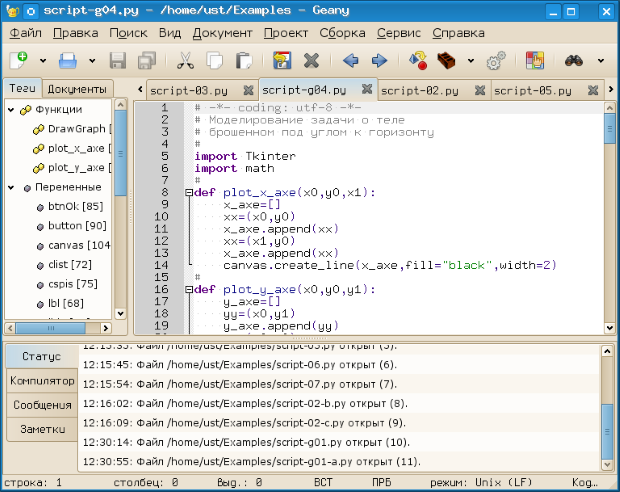 script-g04.py - /home/ust/Examples - Geany
Файл Правка Поиск Вид Документ Проект Сборка Справка
Теги Документы
script-03.py script-g04.py script-02.py script-05.py
Функции
DrawGraph [
plot_x_axe [
plot_y_axe [
Переменные
btnOk [85]
button [90]
canvas [104
clist [72]
cspis [75]
lbl [68]
1 # -*- coding: utf-8 -*-
2 # Моделирование задачи о теле
3 # брошенном под углом к горизонту
4 #
5 import Tkinter
6 import math
7 #
8 def plot_x_axe(x0,y0,x1):
9 x_axe=[]
10 xx=(x0,y0)
11 x_axe.append(xx)
12 xx=(x1,y0)
13 x_axe.append(xx)
14 canvas.create_line(x_axe,fill="black",width=2)
15 #
16 def plot_y_axe(x0,y0,y1):
17 y_axe=[]
18 yy=(x0,y1)
19 y_axe.append(yy)
Статус
Компилятор
Сообщения
Заметки
12:15:35: Файл /home/ust/Examples/script-05.py открыт (5).
12:15:45: Файл /home/ust/Examples/script-06.py открыт (6).
12:15:54: Файл /home/ust/Examples/script-07.py открыт (7).
12:16:02: Файл /home/ust/Examples/script-02-b.py открыт (8).
12:16:09: Файл /home/ust/Examples/script-02-c.py открыт (9).
12:30:14: Файл /home/ust/Examples/script-g01.py открыт (10).
12:30:55: Файл /home/ust/Examples/script-g01-a.py открыт (11).
строка: 1 столбец: 0 Выд.: 0 ВСТ ПРБ режим: Unix (LF) Код…